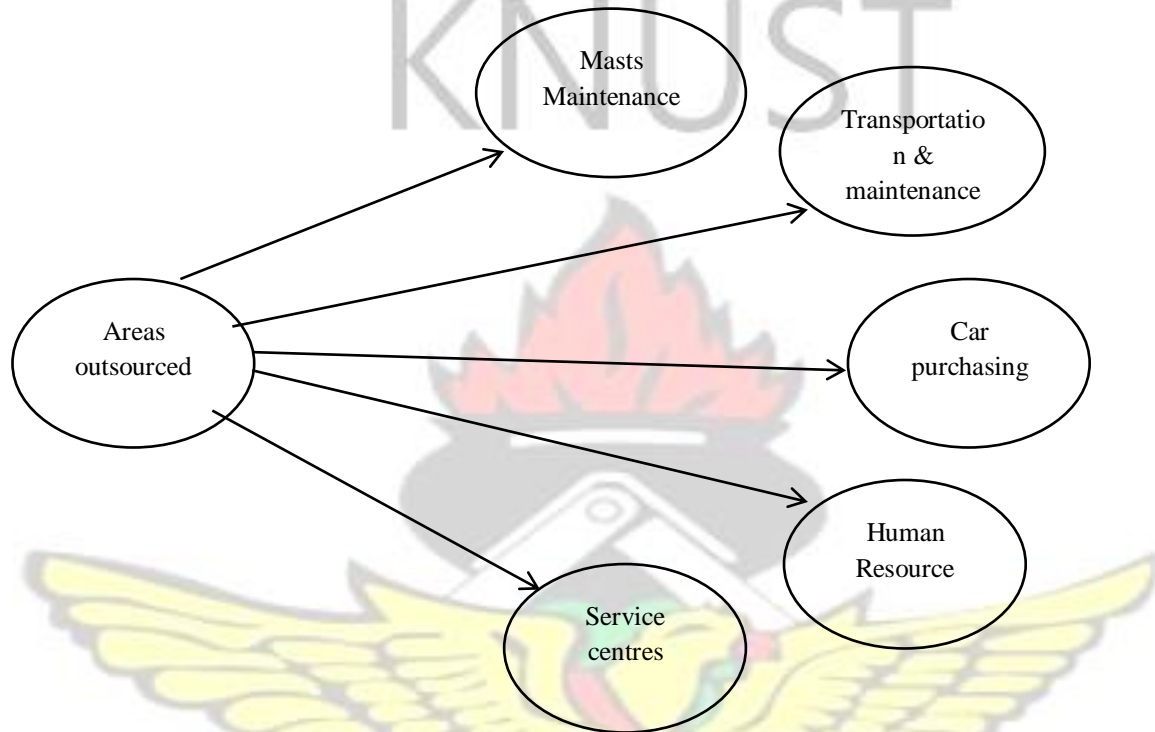 KNUST
Masts
Maintenance
Transportatio
n &
maintenance
Areas
outsourced
Car
purchasing
Human
Resource
Service
centres